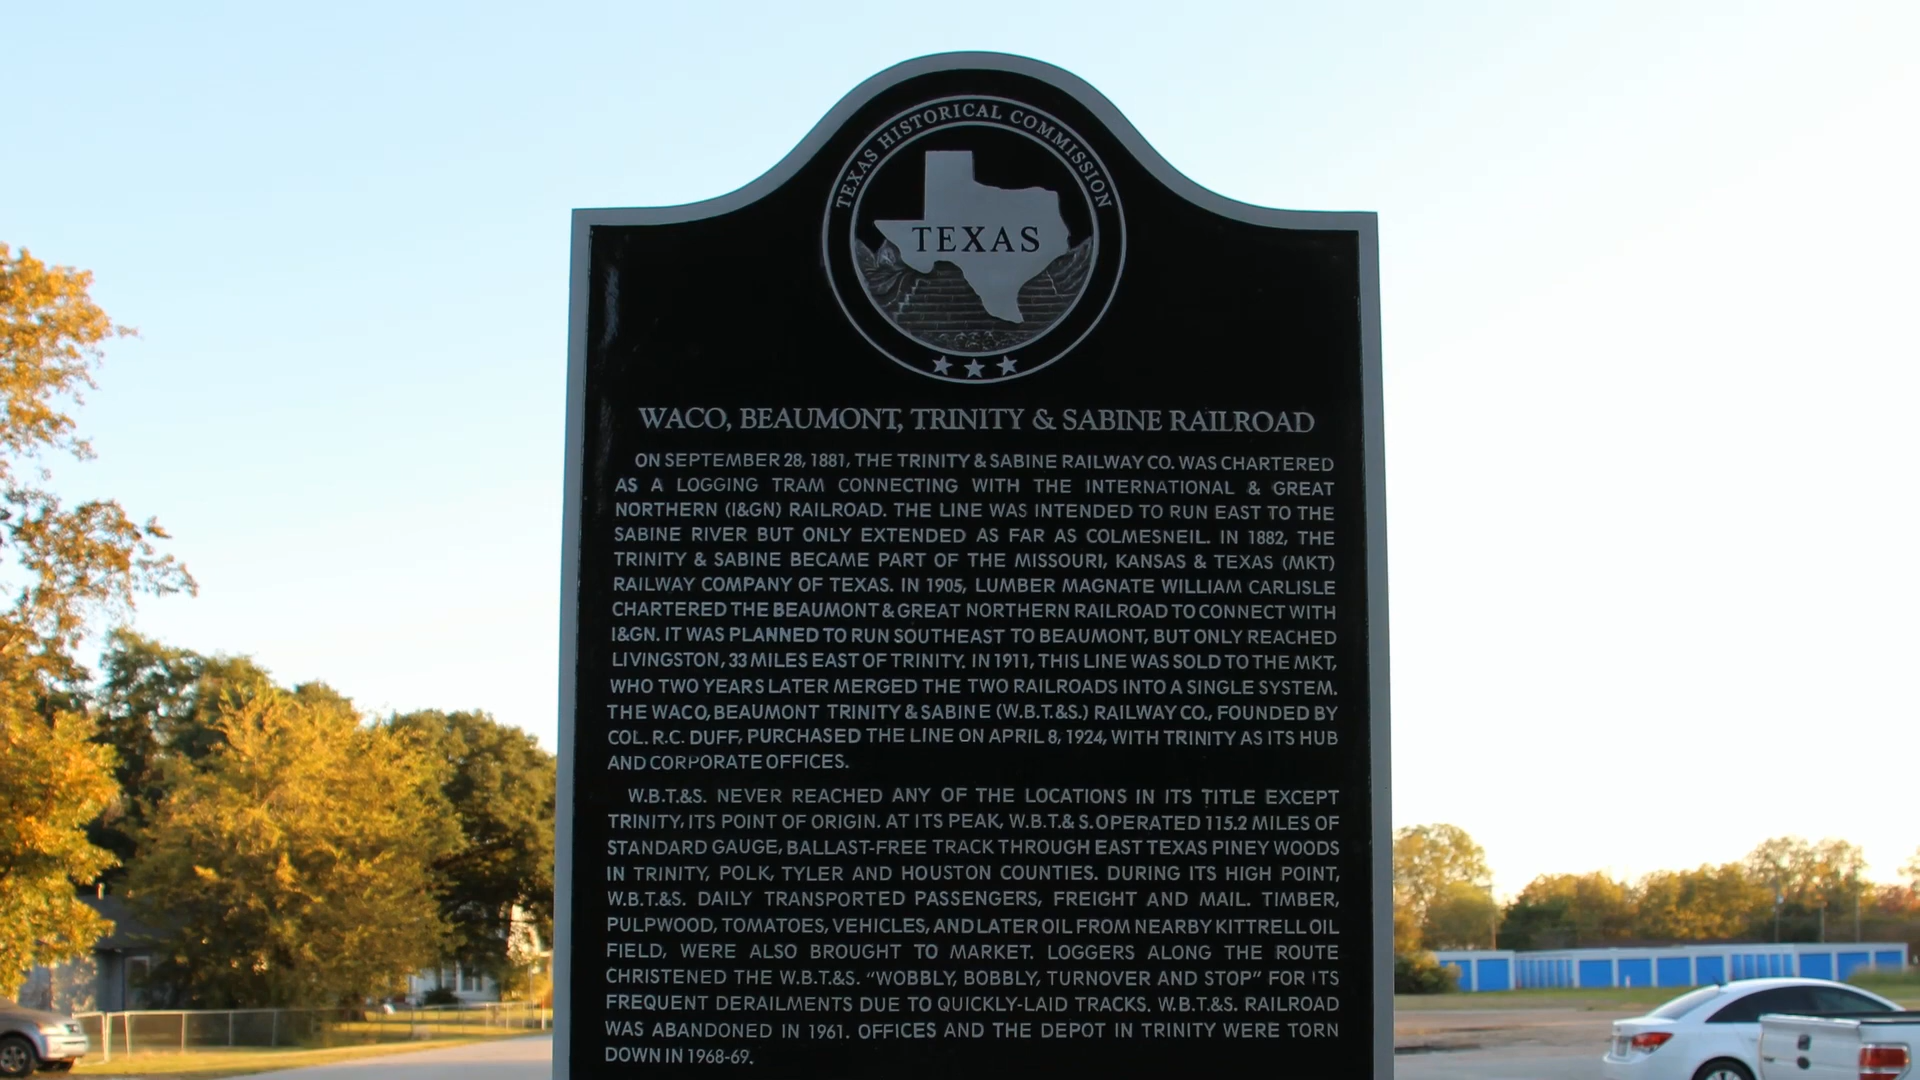 TEXAS HISTORICAL COMMISSION
TEXAS
WACO, BEAUMONT, TRINITY & SABINE RAILROAD
ON SEPTEMBER 28, 1881, THE TRINITY & SABINE RAILWAY CO. WAS CHARTERED
AS A LOGGING TRAM CONNECTING WITH THE INTERNATIONAL & GREAT
NORTHERN (I&GN) RAILROAD. THE LINE WAS INTENDED TO RUN EAST TO THE
SABINE RIVER BUT ONLY EXTENDED AS FAR AS COLMESNEIL. IN 1882, THE
TRINITY & SABINE BECAME PART OF THE MISSOURI, KANSAS & TEXAS (MKT)
RAILWAY COMPANY OF TEXAS. IN 1905, LUMBER MAGNATE WILLIAM CARLISLE
CHARTERED THE BEAUMONT & GREAT NORTHERN RAILROAD TO CONNECT WITH
I&GN. IT WAS PLANNED TO RUN SOUTHEAST TO BEAUMONT, BUT ONLY REACHED
LIVINGSTON, 33 MILES EAST OF TRINITY. IN 1911, THIS LINE WAS SOLD TO THE MKT,
WHO TWO YEARS LATER MERGED THE TWO RAILROADS INTO A SINGLE SYSTEM.
THE WACO, BEAUMONT TRINITY & SABINE (W.B.T.&S.) RAILWAY CO., FOUNDED BY
COL. R.C. DUFF, PURCHASED THE LINE ON APRIL 8, 1924, WITH TRINITY AS ITS HUB
AND CORPORATE OFFICES.
W.B.T.&S. NEVER REACHED ANY OF THE LOCATIONS IN ITS TITLE EXCEPT
TRINITY, ITS POINT OF ORIGIN. AT ITS PEAK, W.B.T.& S. OPERATED 115.2 MILES OF
STANDARD GAUGE, BALLAST-FREE TRACK THROUGH EAST TEXAS PINEY WOODS
IN TRINITY, POLK, TYLER AND HOUSTON COUNTIES. DURING ITS HIGH POINT,
W.B.T.&S. DAILY TRANSPORTED PASSENGERS, FREIGHT AND MAIL. TIMBER,
PULPWOOD, TOMATOES, VEHICLES, AND LATER OIL FROM NEARBY KITTRELL OIL
FIELD, WERE ALSO BROUGHT TO MARKET. LOGGERS ALONG THE ROUTE
CHRISTENED THE W.B.T.&S. “WOBBLY, BOBBLY, TURNOVER AND STOP” FOR ITS
FREQUENT DERAILMENTS DUE TO QUICKLY-LAID TRACKS. W.B.T.&S. RAILROAD
WAS ABANDONED IN 1961. OFFICES AND THE DEPOT IN TRINITY WERE TORN
DOWN IN 1968-69.